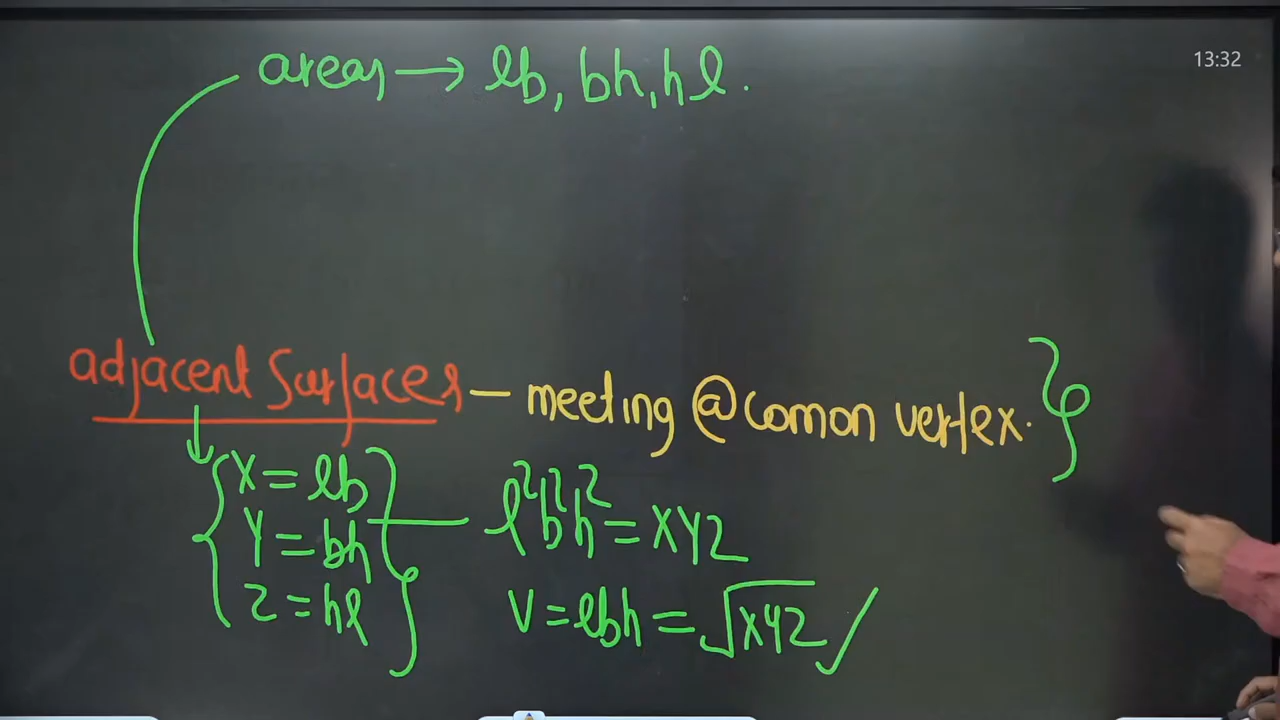 areas → lb, bh, hl.
13:32
adjacent Surfaces – meeting @ comon vertex.
X = lb
Y = bh
Z = hl
l²b²h² = XYZ
V = lbh = √XYZ